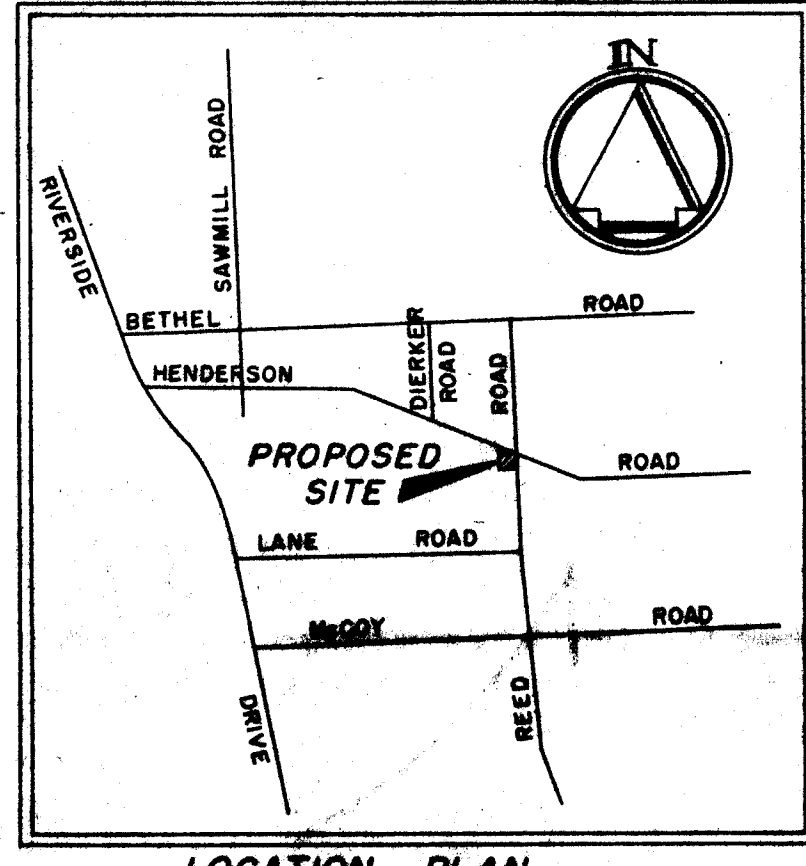 IN
SAWMILL ROAD
RIVERSIDE
BETHEL
ROAD
HENDERSON
DIERKER
ROAD
ROAD
PROPOSED
SITE
ROAD
LANE ROAD
McCOY
ROAD
REED
DRIVE
LOCATION PLAN